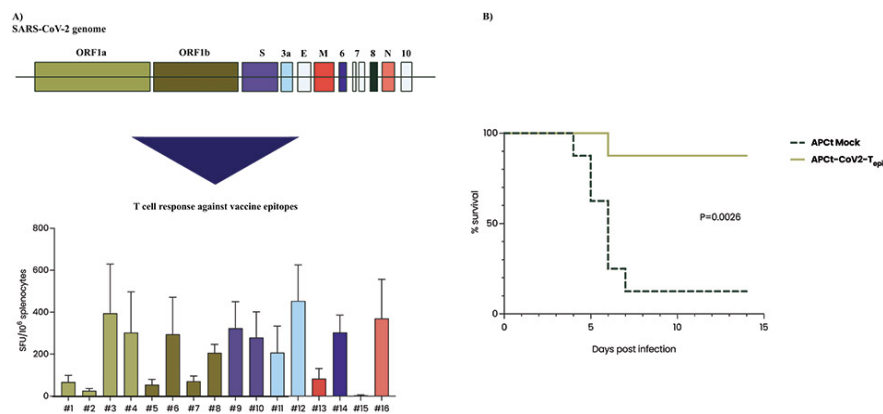 A)
SARS-CoV-2 genome
ORF1a ORF1b S 3a E M 6 7 8 N 10
T cell response against vaccine epitopes
800
600
400
200
0
SFU/10⁶ splenocytes
#1 #2 #3 #4 #5 #6 #7 #8 #9 #10 #11 #12 #13 #14 #15 #16
B)
100
50
0
% survival
0 5 10 15
Days post infection
P=0.0026
APCt Mock
APCt-CoV2-Tepi